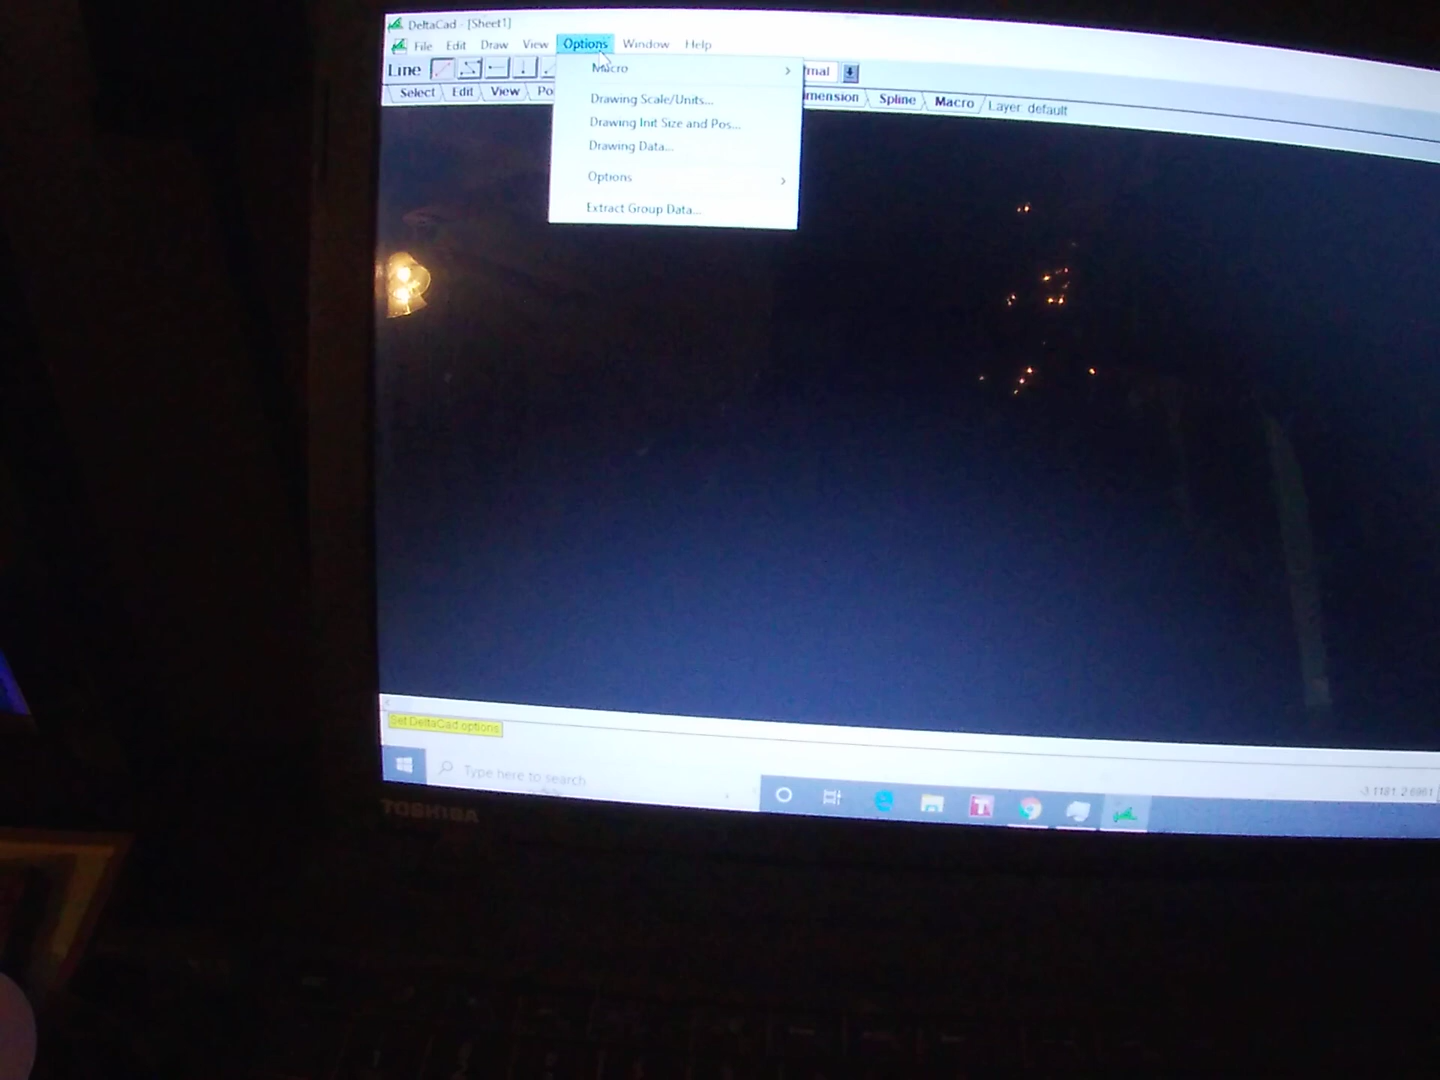 DeltaCad - [Sheet1]
File Edit Draw View Options Window Help
Line
Select Edit View
Spline Macro Layer default
Macro
Drawing Scale/Units...
Drawing Init Size and Pos...
Drawing Data...
Options
Extract Group Data...
Set DeltaCad options
Type here to search
TOSHIBA